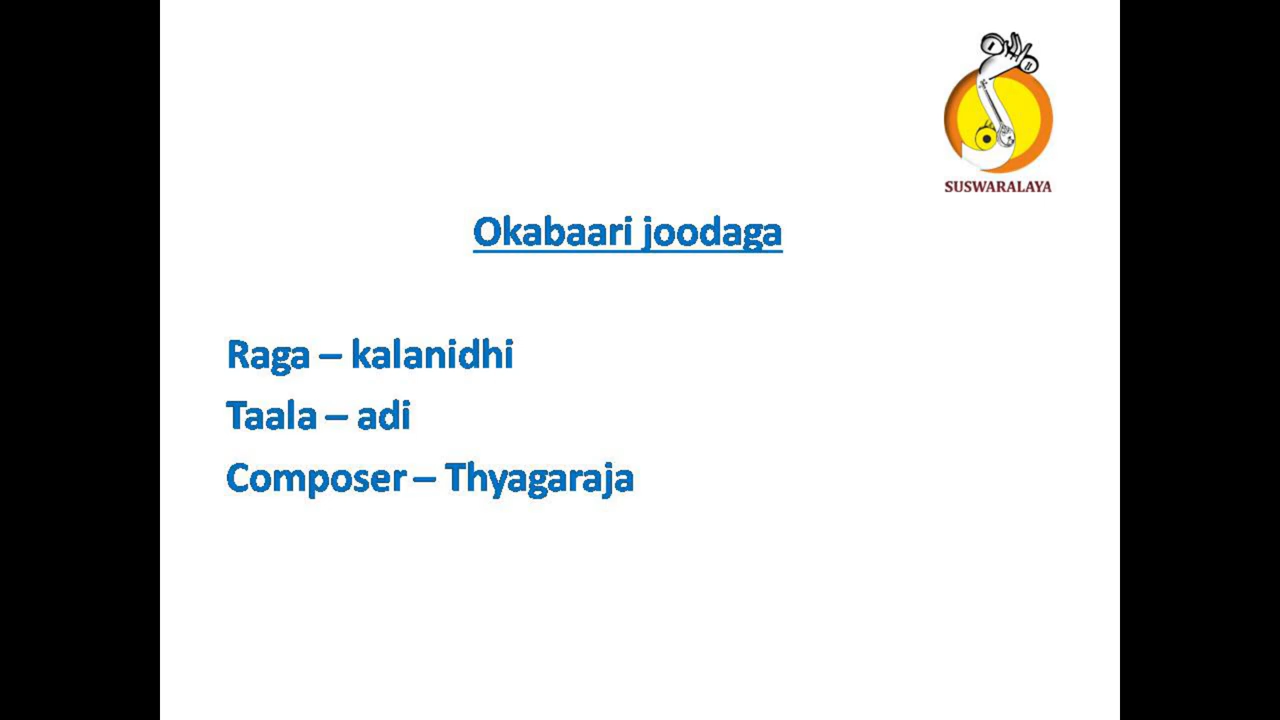 SUSWARALAYA
Okabaari joodaga
Raga – kalanidhi
Taala – adi
Composer – Thyagaraja